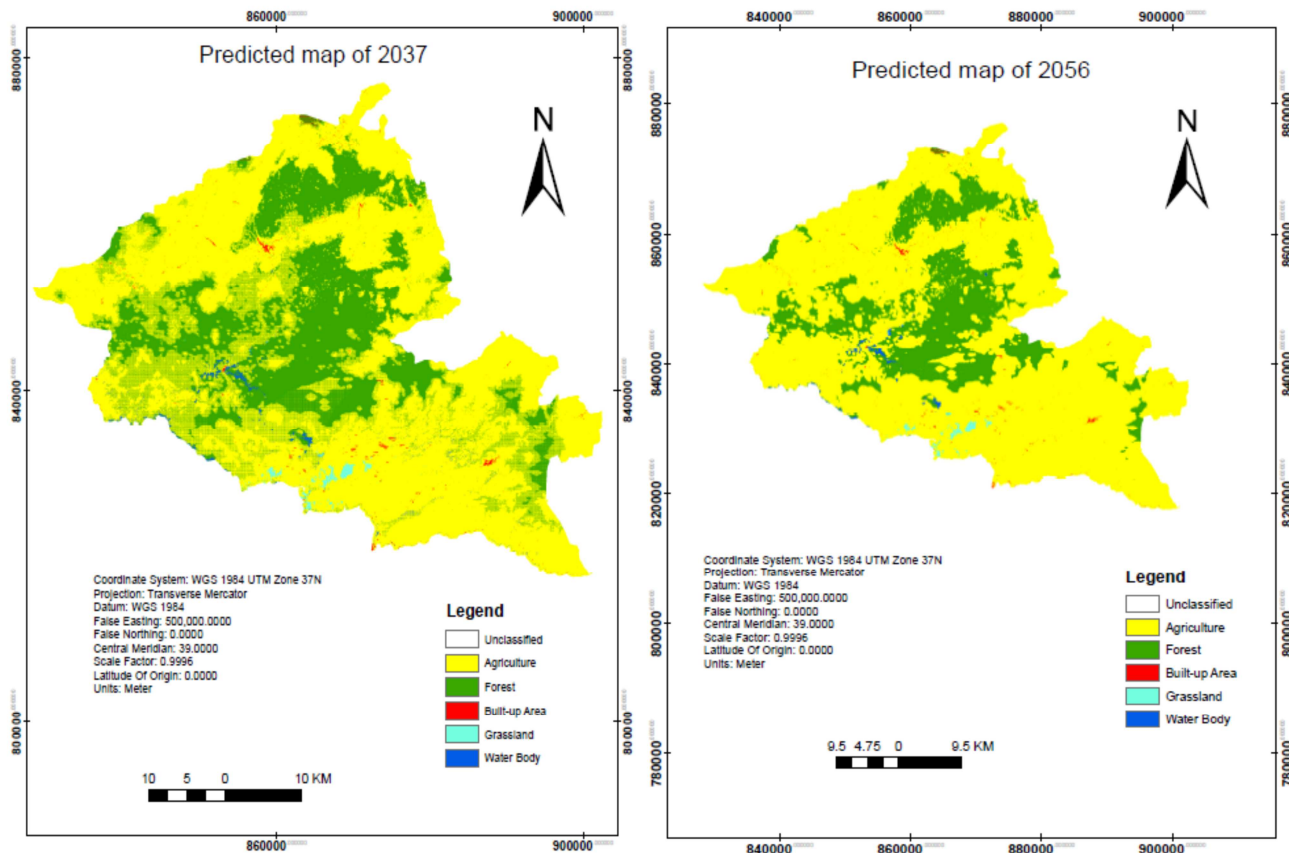 860000
900000
880000
880000
840000
840000
800000
800000
860000
900000
Predicted map of 2037
N
Coordinate System: WGS 1984 UTM Zone 37N
Projection: Transverse Mercator
Datum: WGS 1984
False Easting: 500,000.0000
False Northing: 0.0000
Central Meridian: 39.0000
Scale Factor: 0.9996
Latitude Of Origin: 0.0000
Units: Meter
Legend
Unclassified
Agriculture
Forest
Built-up Area
Grassland
Water Body
10 5 0 10 KM
840000 860000 880000 900000
880000
880000
860000
860000
840000
840000
820000
820000
800000
800000
780000
780000
840000 860000 880000 900000
Predicted map of 2056
N
Coordinate System: WGS 1984 UTM Zone 37N
Projection: Transverse Mercator
Datum: WGS 1984
False Easting: 500,000.0000
False Northing: 0.0000
Central Meridian: 39.0000
Scale Factor: 0.9996
Latitude Of Origin: 0.0000
Units: Meter
Legend
Unclassified
Agriculture
Forest
Built-up Area
Grassland
Water Body
9.5 4.75 0 9.5 KM